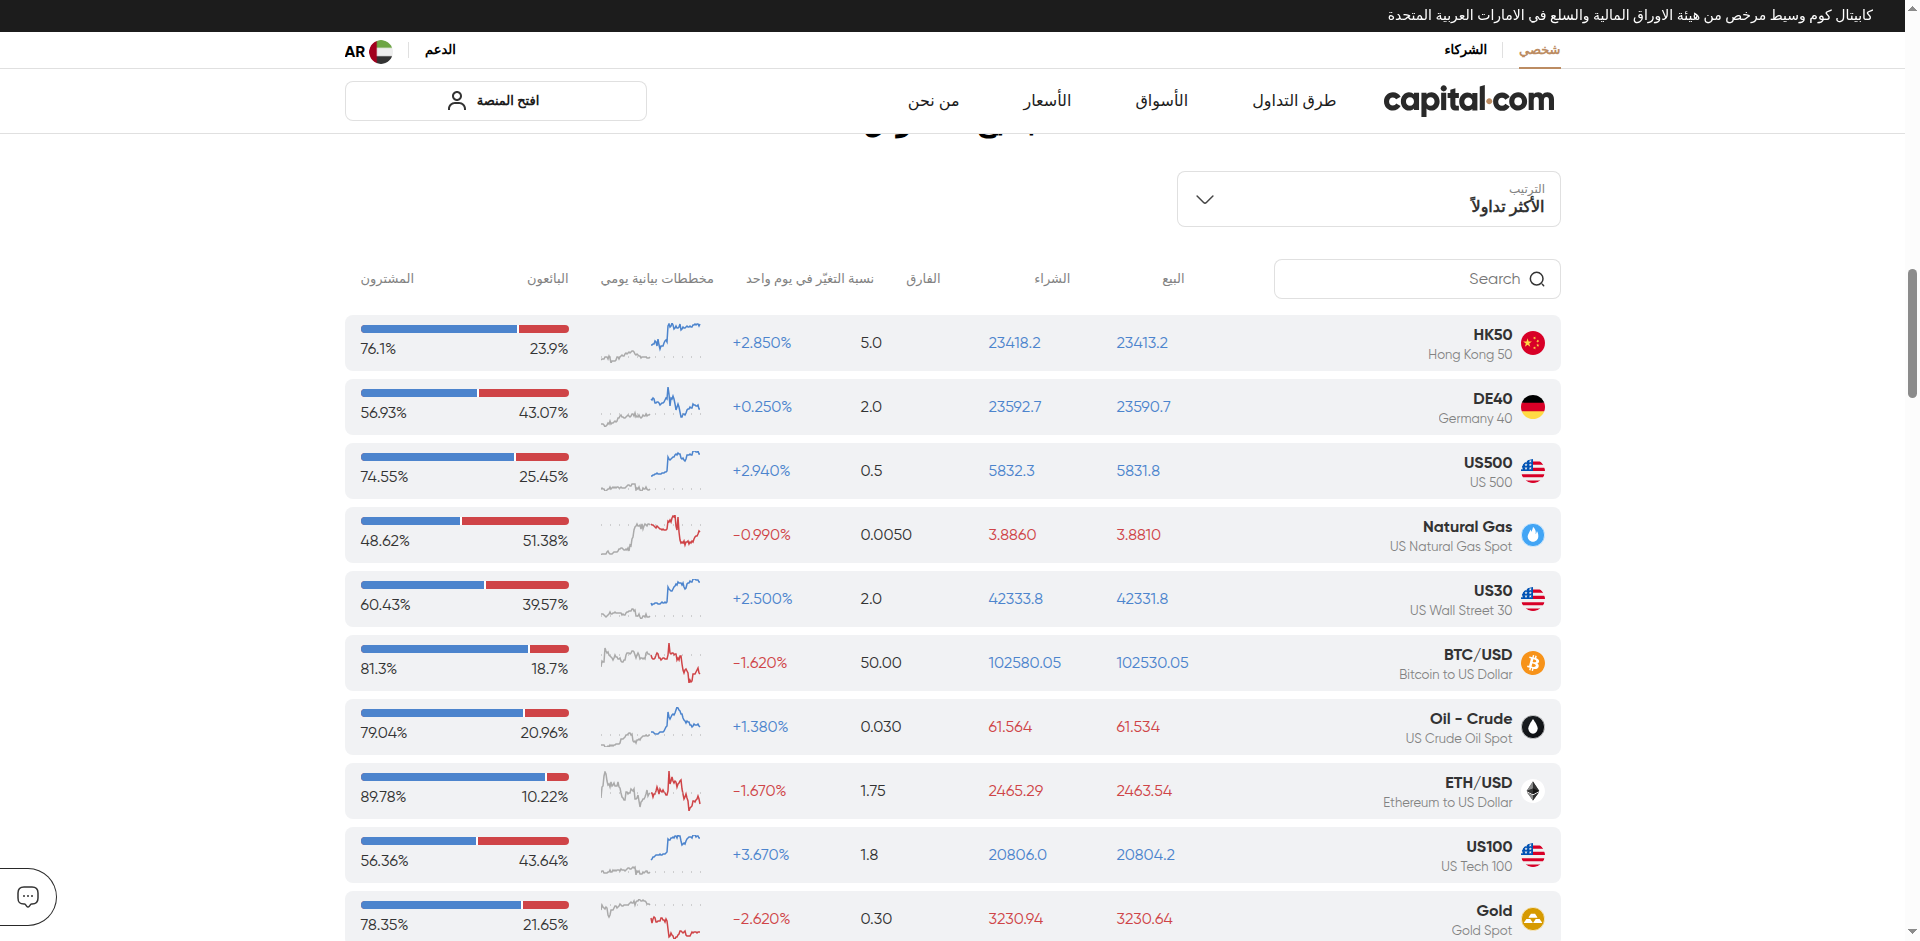 كابيتال كوم وسيط مرخص من هيئة الاوراق المالية والسلع في الامارات العربية المتحدة
شخصي الشركاء الدعم AR
capital.com طرق التداول الأسواق الأسعار من نحن افتح المنصة
الترتيب
الأكثر تداولاً
Search البيع الشراء الفارق نسبة التغيّر في يوم واحد مخططات بيانية يومي البائعون المشترون
HK50 23413.2 23418.2 5.0 +2.850% 23.9% 76.1%
Hong Kong 50
DE40 23590.7 23592.7 2.0 +0.250% 43.07% 56.93%
Germany 40
US500 5831.8 5832.3 0.5 +2.940% 25.45% 74.55%
US 500
Natural Gas 3.8810 3.8860 0.0050 -0.990% 51.38% 48.62%
US Natural Gas Spot
US30 42331.8 42333.8 2.0 +2.500% 39.57% 60.43%
US Wall Street 30
BTC/USD 102530.05 102580.05 50.00 -1.620% 18.7% 81.3%
Bitcoin to US Dollar
Oil - Crude 61.534 61.564 0.030 +1.380% 20.96% 79.04%
US Crude Oil Spot
ETH/USD 2463.54 2465.29 1.75 -1.670% 10.22% 89.78%
Ethereum to US Dollar
US100 20804.2 20806.0 1.8 +3.670% 43.64% 56.36%
US Tech 100
Gold 3230.64 3230.94 0.30 -2.620% 21.65% 78.35%
Gold Spot